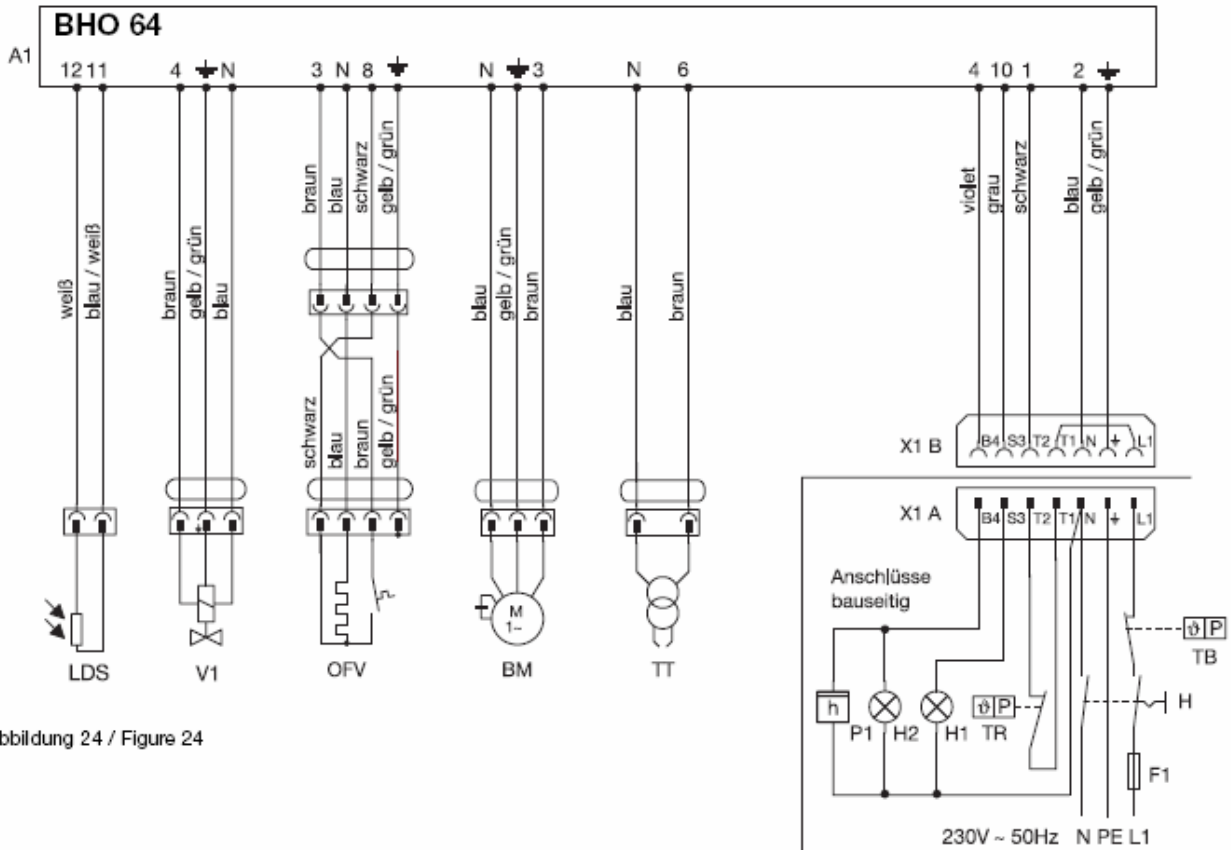 BHO 64
A1
12 11 4 N 3 N 8 N 3 N 6 4 10 1 2
weiß
blau / weiß
braun
gelb / grün
blau
braun
blau
schwarz
gelb / grün
schwarz
blau
braun
gelb / grün
blau
gelb / grün
braun
blau
braun
violet
grau
schwarz
blau
gelb / grün
X1 B
B4 S3 T2 T1 N L1
X1 A
B4 S3 T2 T1 N L1
Anschlüsse
bauseitig
M
1~
LDS V1 OFV BM TT
ϑ P
TB
h
P1 H2 H1
ϑ P
TR
H
F1
230V ~ 50Hz N PE L1
bbildung 24 / Figure 24